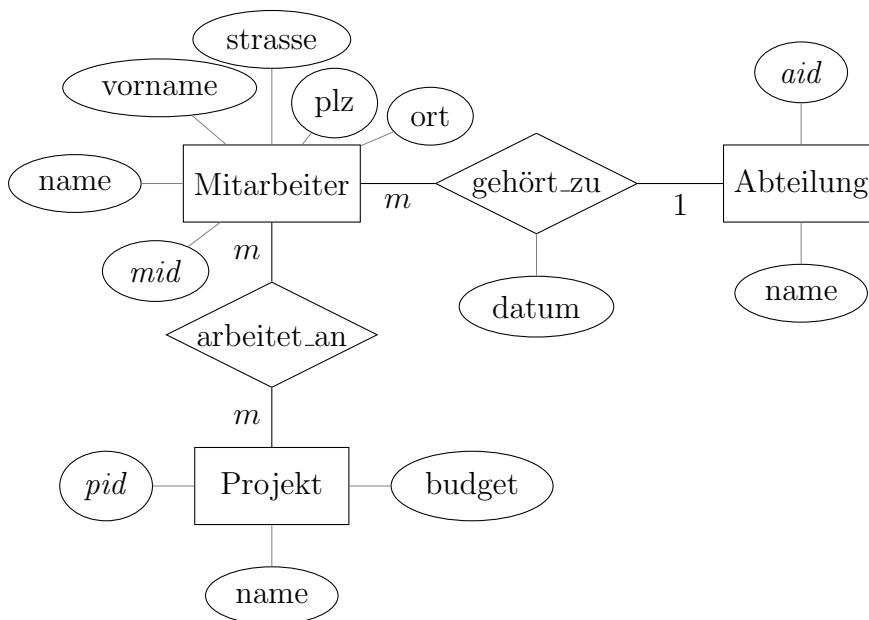 strasse
vorname
plz
ort
aid
name
Mitarbeiter
m
gehört_zu
1
Abteilung
mid
m
datum
name
arbeitet_an
m
pid
Projekt
budget
name